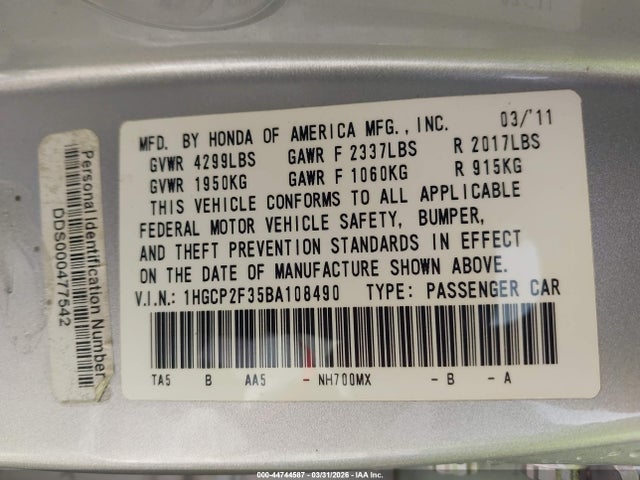 03/'11
MFD. BY HONDA OF AMERICA MFG., INC.
GVWR 4299LBS GAWR F 2337LBS R 2017LBS
GVWR 1950KG GAWR F 1060KG R 915KG
THIS VEHICLE CONFORMS TO ALL APPLICABLE
FEDERAL MOTOR VEHICLE SAFETY, BUMPER,
AND THEFT PREVENTION STANDARDS IN EFFECT
ON THE DATE OF MANUFACTURE SHOWN ABOVE.
V.I.N.: 1HGCP2F35BA108490 TYPE: PASSENGER CAR
TA5 B AA5 - NH700MX - B - A
Personal Identification Number
DDS000477542
000-44744587 | 03/31/2026 | IAA Inc.